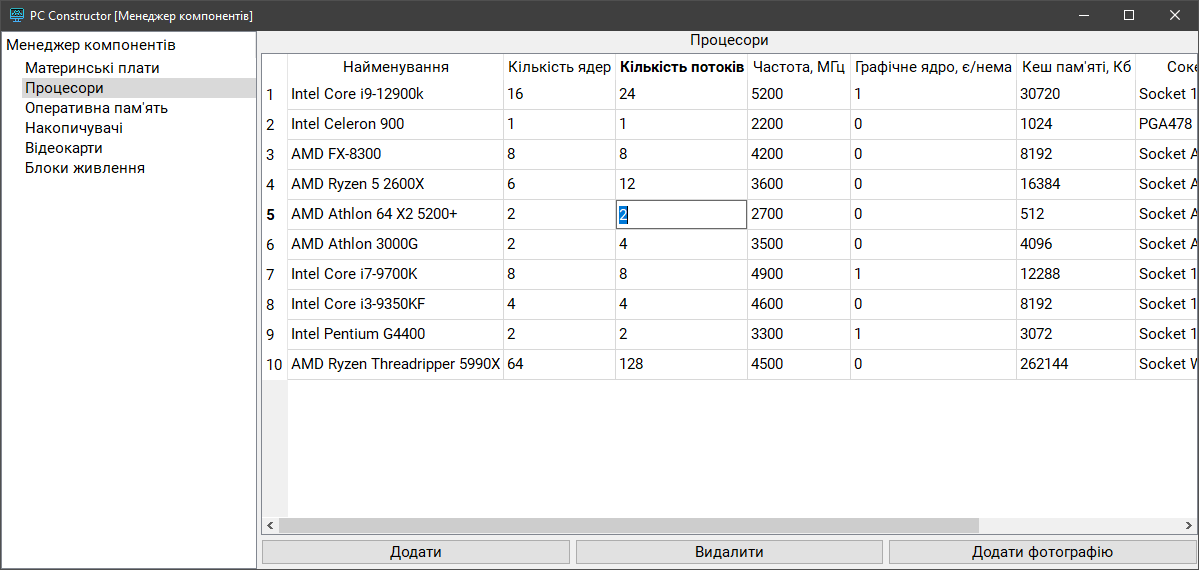 PC Constructor [Менеджер компонентів]
Менеджер компонентів
Материнські плати
Процесори
Оперативна пам'ять
Накопичувачі
Відеокарти
Блоки живлення
Процесори
Найменування Кількість ядер Кількість потоків Частота, МГц Графічне ядро, є/нема Кеш пам'яті, Кб Соке
1 Intel Core i9-12900k 16 24 5200 1 30720 Socket 1
2 Intel Celeron 900 1 1 2200 0 1024 PGA478
3 AMD FX-8300 8 8 4200 0 8192 Socket A
4 AMD Ryzen 5 2600X 6 12 3600 0 16384 Socket A
5 AMD Athlon 64 X2 5200+ 2 2 2700 0 512 Socket A
6 AMD Athlon 3000G 2 4 3500 0 4096 Socket A
7 Intel Core i7-9700K 8 8 4900 1 12288 Socket 1
8 Intel Core i3-9350KF 4 4 4600 0 8192 Socket 1
9 Intel Pentium G4400 2 2 3300 1 3072 Socket 1
10 AMD Ryzen Threadripper 5990X 64 128 4500 0 262144 Socket W
Додати Видалити Додати фотографію